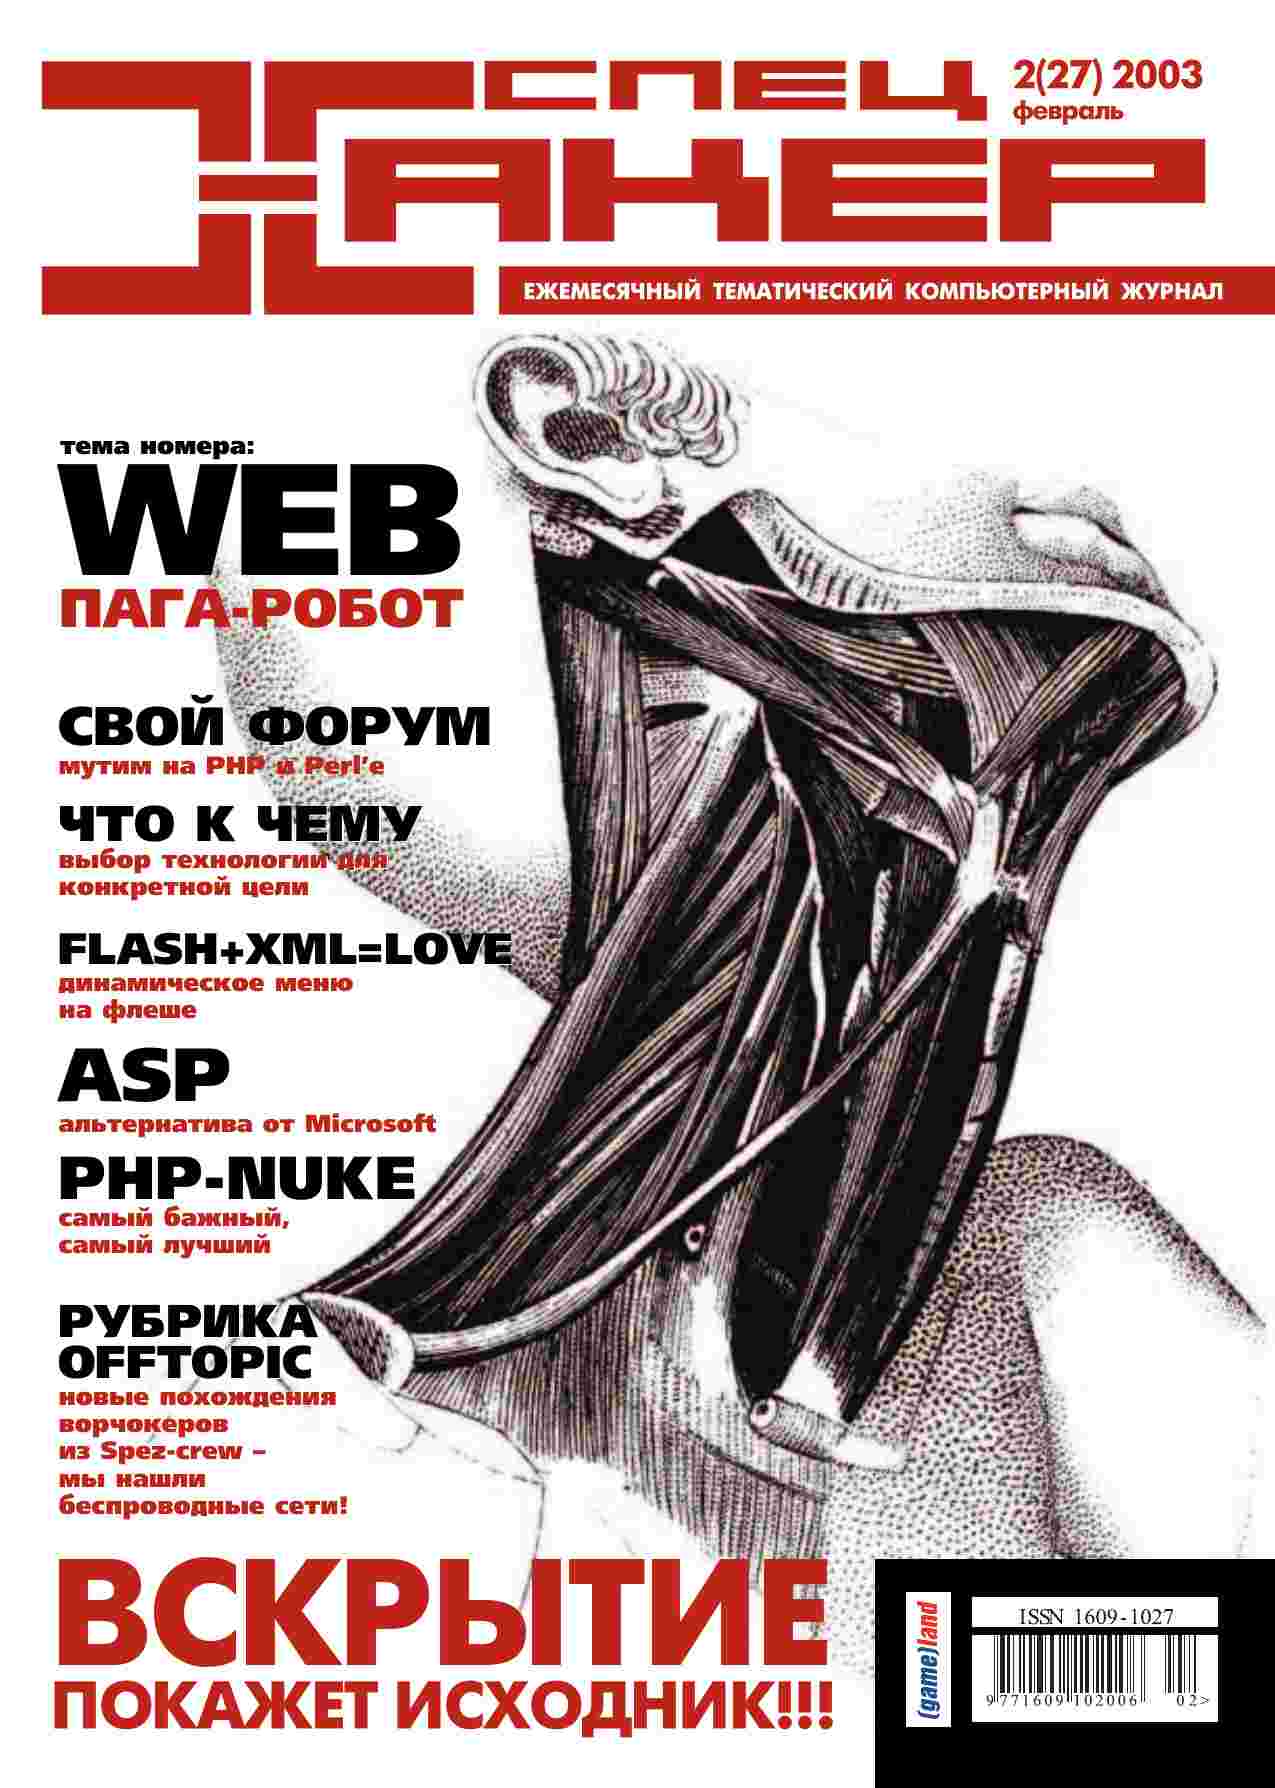 СПЕЦ
ХАКЕР
2(27) 2003
февраль
ЕЖЕМЕСЯЧНЫЙ ТЕМАТИЧЕСКИЙ КОМПЬЮТЕРНЫЙ ЖУРНАЛ
тема номера:
WEB
ПАГА-РОБОТ
СВОЙ ФОРУМ
мутим на PHP и Perl'e
ЧТО К ЧЕМУ
выбор технологии для
конкретной цели
FLASH+XML=LOVE
динамическое меню
на флеше
ASP
альтернатива от Microsoft
PHP-NUKE
самый бажный,
самый лучший
РУБРИКА
OFFTOPIC
новые похождения
ворчокеров
из Spez-crew –
мы нашли
беспроводные сети!
ВСКРЫТИЕ
ПОКАЖЕТ ИСХОДНИК!!!
(game)land
ISSN 1609-1027
9 771609 102006 02>